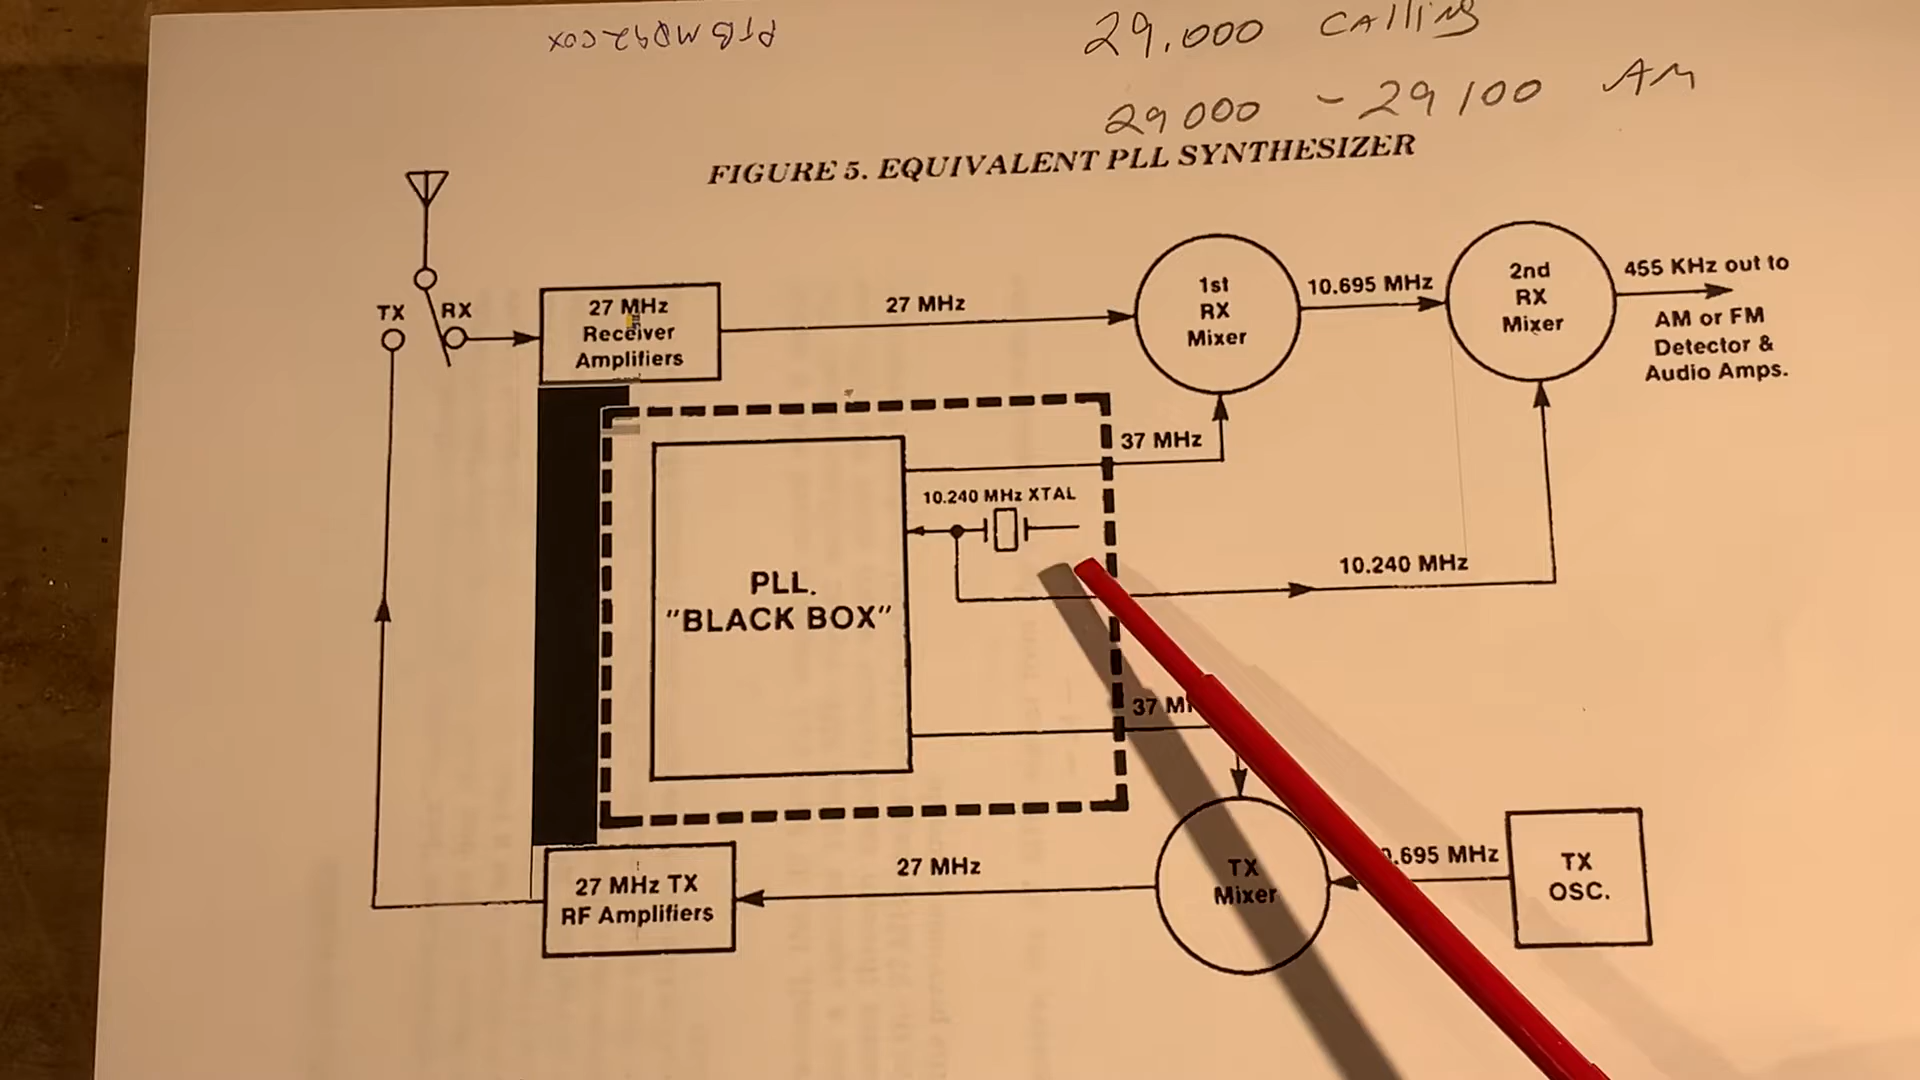 29.000 CALLING
29000 - 29100 AM
FIGURE 5. EQUIVALENT PLL SYNTHESIZER
TX
RX
27 MHz
Receiver
Amplifiers
27 MHz
1st
RX
Mixer
10.695 MHz
2nd
RX
Mixer
455 KHz out to
AM or FM
Detector &
Audio Amps.
37 MHz
10.240 MHz XTAL
PLL.
"BLACK BOX"
10.240 MHz
37
27 MHz TX
RF Amplifiers
27 MHz
TX
Mixer
.695 MHz
TX
OSC.